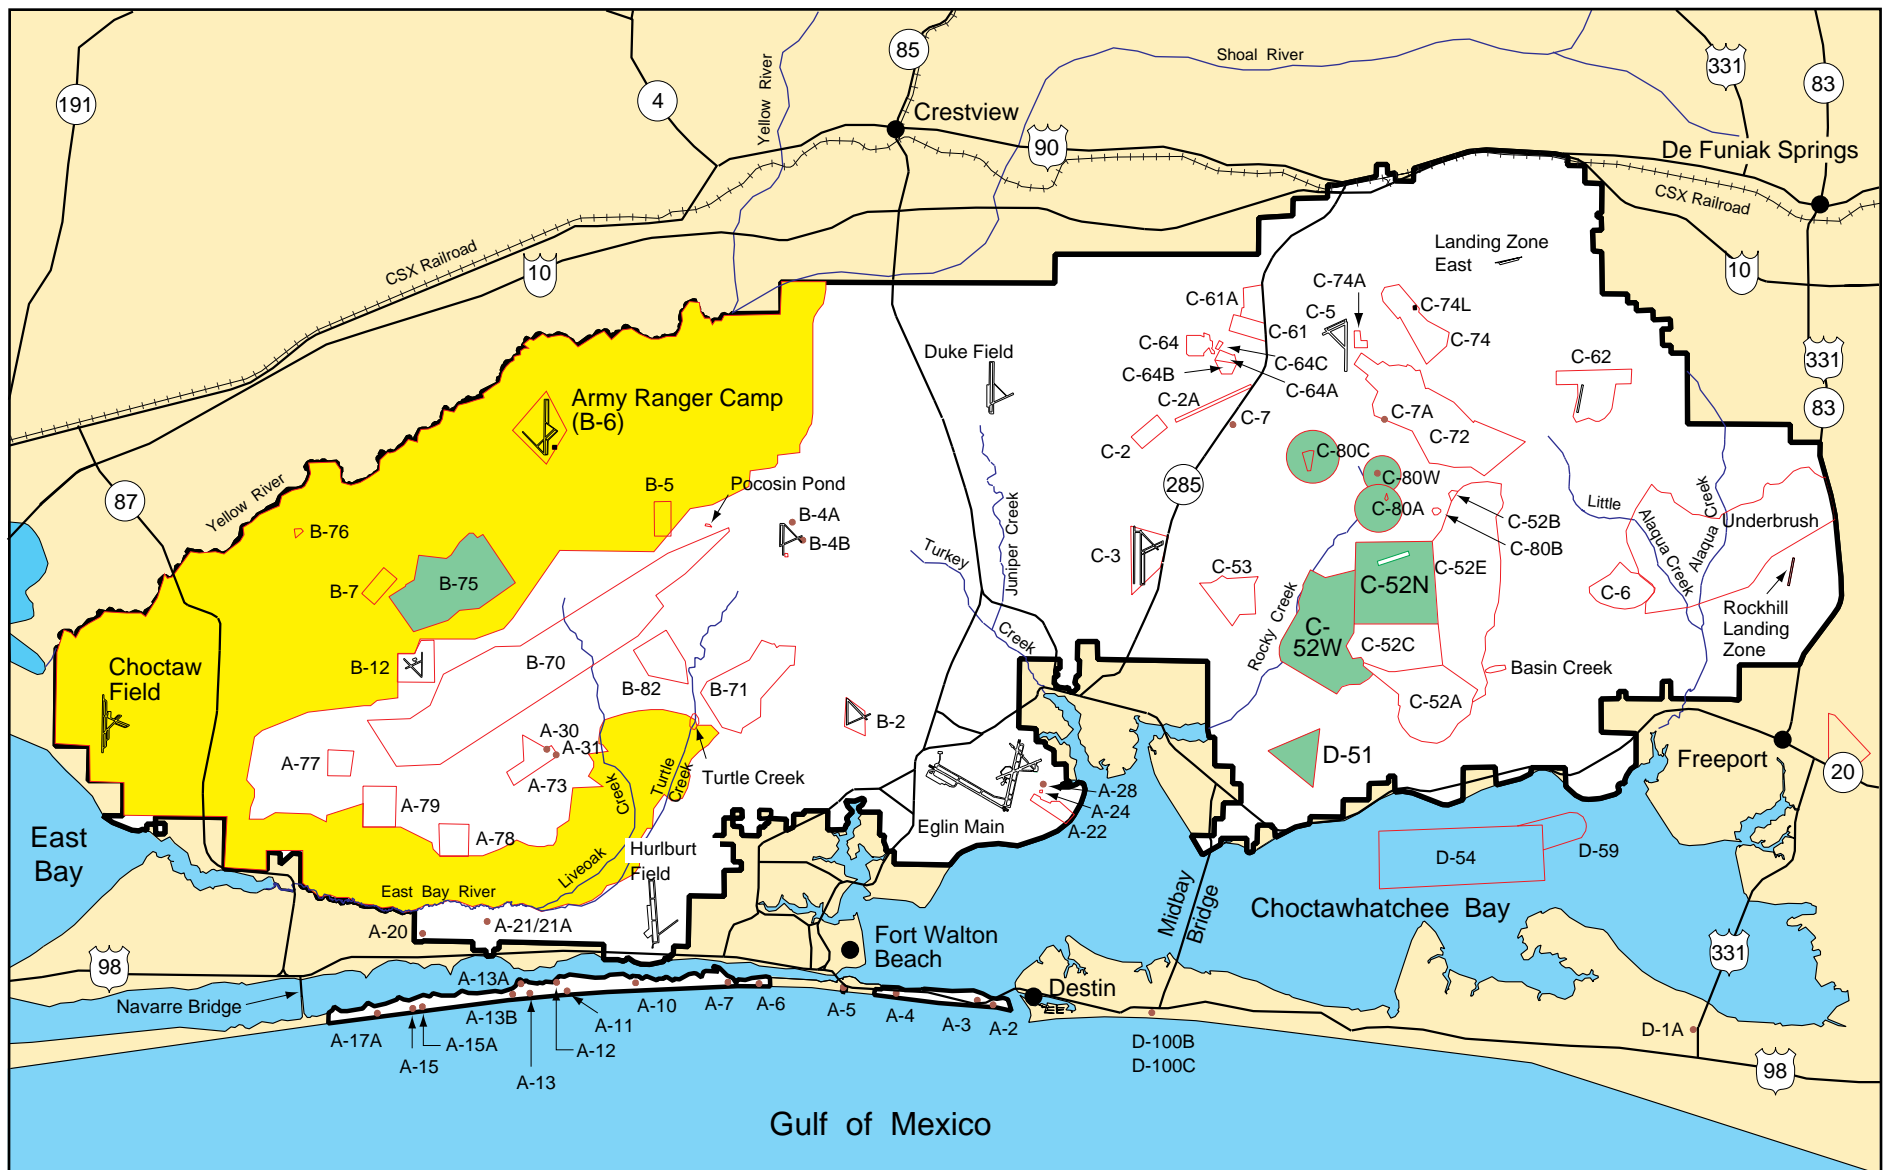 191
4
85
Crestview
90
Shoal River
331
83
De Funiak Springs
CSX Railroad
Yellow River
CSX Railroad
10
10
331
83
Landing Zone
East
C-74A
C-5
C-74L
C-74
C-61A
C-61
C-64
C-64C
C-64B
C-64A
C-62
Duke Field
C-2A
C-7
C-2
C-7A
C-72
Army Ranger Camp
(B-6)
285
C-80C
C-80W
C-80A
C-52B
C-80B
Little
Alaqua Creek
Alaqua Creek
Underbrush
87
Yellow River
B-76
B-5
Pocosin Pond
B-4A
B-4B
B-7
B-75
Juniper Creek
Turkey
Creek
C-3
C-53
Rocky Creek
C-52N
C-52E
C-
52W
C-52C
C-52A
Basin Creek
C-6
Rockhill
Landing
Zone
Choctaw
Field
B-12
B-70
B-82
B-71
B-2
A-30
A-31
A-73
A-77
A-79
A-78
Turtle
Creek
Turtle Creek
Creek
Liveoak
D-51
Freeport
20
A-28
A-24
A-22
Eglin Main
Hurlburt
Field
East
Bay
East Bay River
A-20
A-21/21A
Fort Walton
Beach
Midbay
Bridge
Choctawhatchee Bay
D-54
D-59
331
98
Navarre Bridge
A-17A
A-15
A-15A
A-13B
A-13A
A-13
A-12
A-11
A-10
A-7
A-6
A-5
A-4
A-3
A-2
Destin
D-100B
D-100C
D-1A
98
Gulf of Mexico